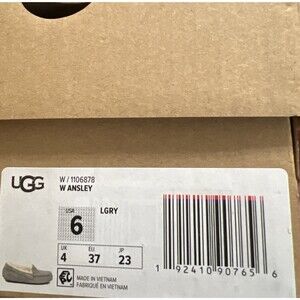 UGG
W / 1106878
W ANSLEY
USA
6
LGRY
UK
4
EU
37
JP
23
MADE IN VIETNAM
FABRIQUÉ EN VIETNAM
1 92410 90765 6